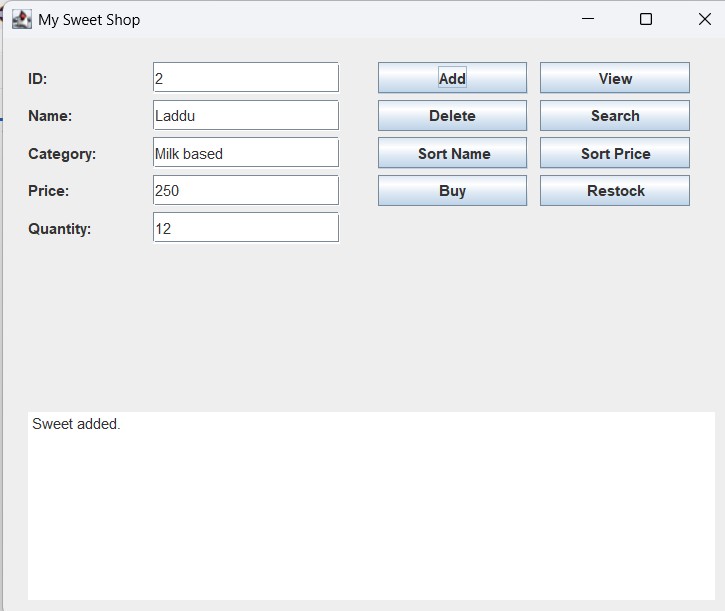 My Sweet Shop
ID: 2 Add View
Name: Laddu Delete Search
Category: Milk based Sort Name Sort Price
Price: 250 Buy Restock
Quantity: 12
Sweet added.